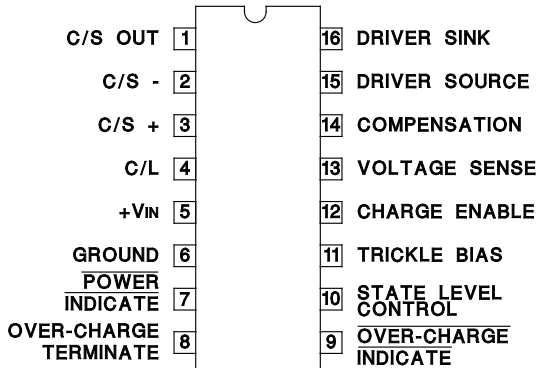 C/S OUT 1
C/S - 2
C/S + 3
C/L 4
+VIN 5
GROUND 6
POWER
INDICATE 7
OVER-CHARGE
TERMINATE 8
16 DRIVER SINK
15 DRIVER SOURCE
14 COMPENSATION
13 VOLTAGE SENSE
12 CHARGE ENABLE
11 TRICKLE BIAS
10 STATE LEVEL
CONTROL
9 OVER-CHARGE
INDICATE